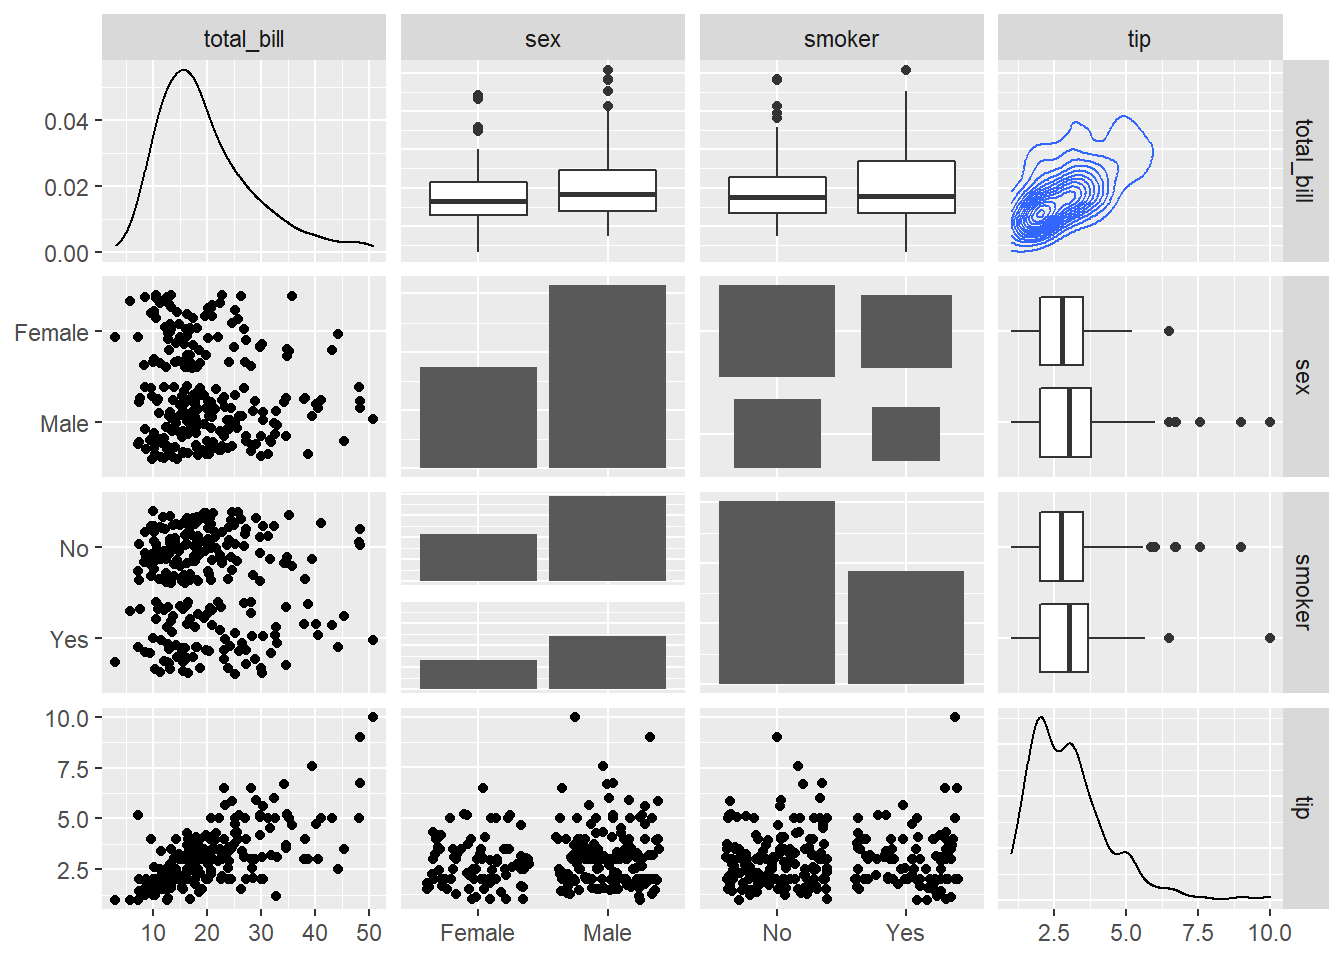 total_bill
sex
smoker
tip
0.04
0.02
0.00
total_bill
Female
Male
sex
No
Yes
smoker
10.0
7.5
5.0
2.5
tip
10 20 30 40 50
Female Male
No Yes
2.5 5.0 7.5 10.0